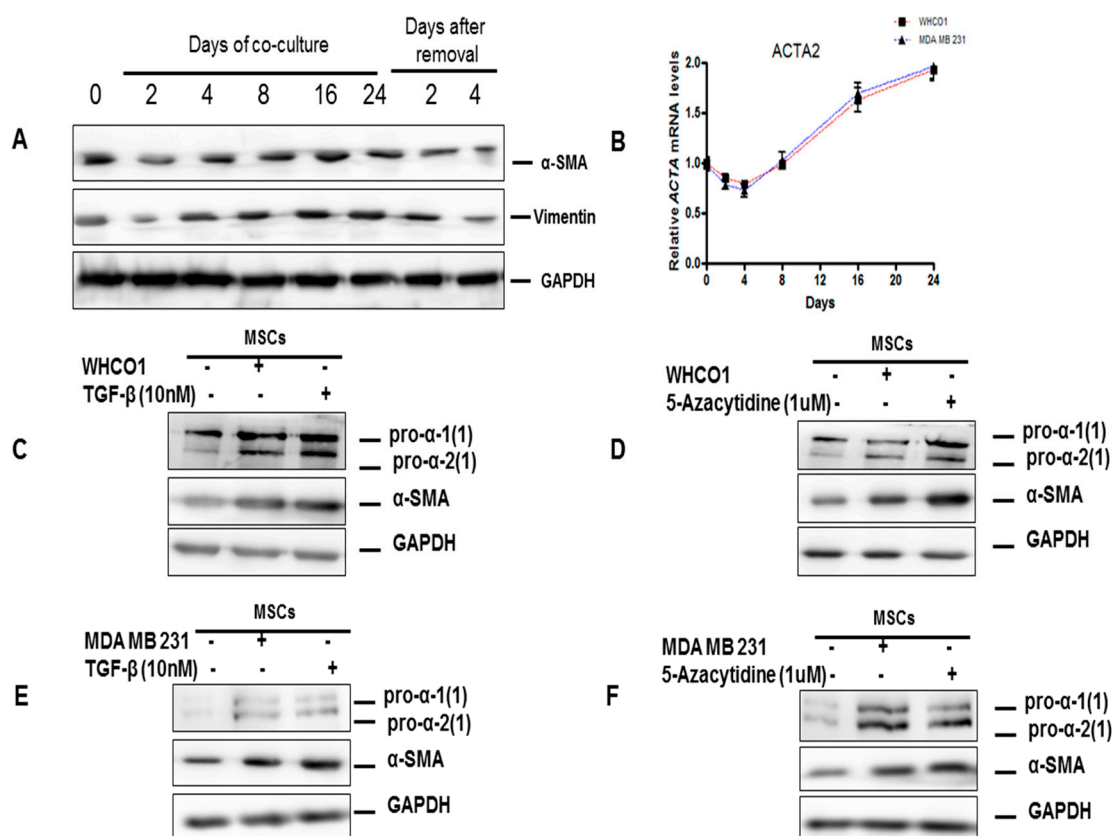 Days of co-culture
Days after
removal
0 2 4 8 16 24 2 4
A
α-SMA
Vimentin
GAPDH
WHCO1
MDA MB 231
ACTA2
B
Relative ACTA mRNA levels
2.0
1.5
1.0
0.5
0.0
0 4 8 12 16 20 24
Days
MSCs
WHCO1 - + -
TGF-β (10nM) - - +
C
pro-α-1(1)
pro-α-2(1)
α-SMA
GAPDH
MSCs
WHCO1 - + -
5-Azacytidine (1uM) - - +
D
pro-α-1(1)
pro-α-2(1)
α-SMA
GAPDH
MSCs
MDA MB 231 - + -
TGF-β (10nM) - - +
E
pro-α-1(1)
pro-α-2(1)
α-SMA
GAPDH
MSCs
MDA MB 231 - + -
5-Azacytidine (1uM) - - +
F
pro-α-1(1)
pro-α-2(1)
α-SMA
GAPDH